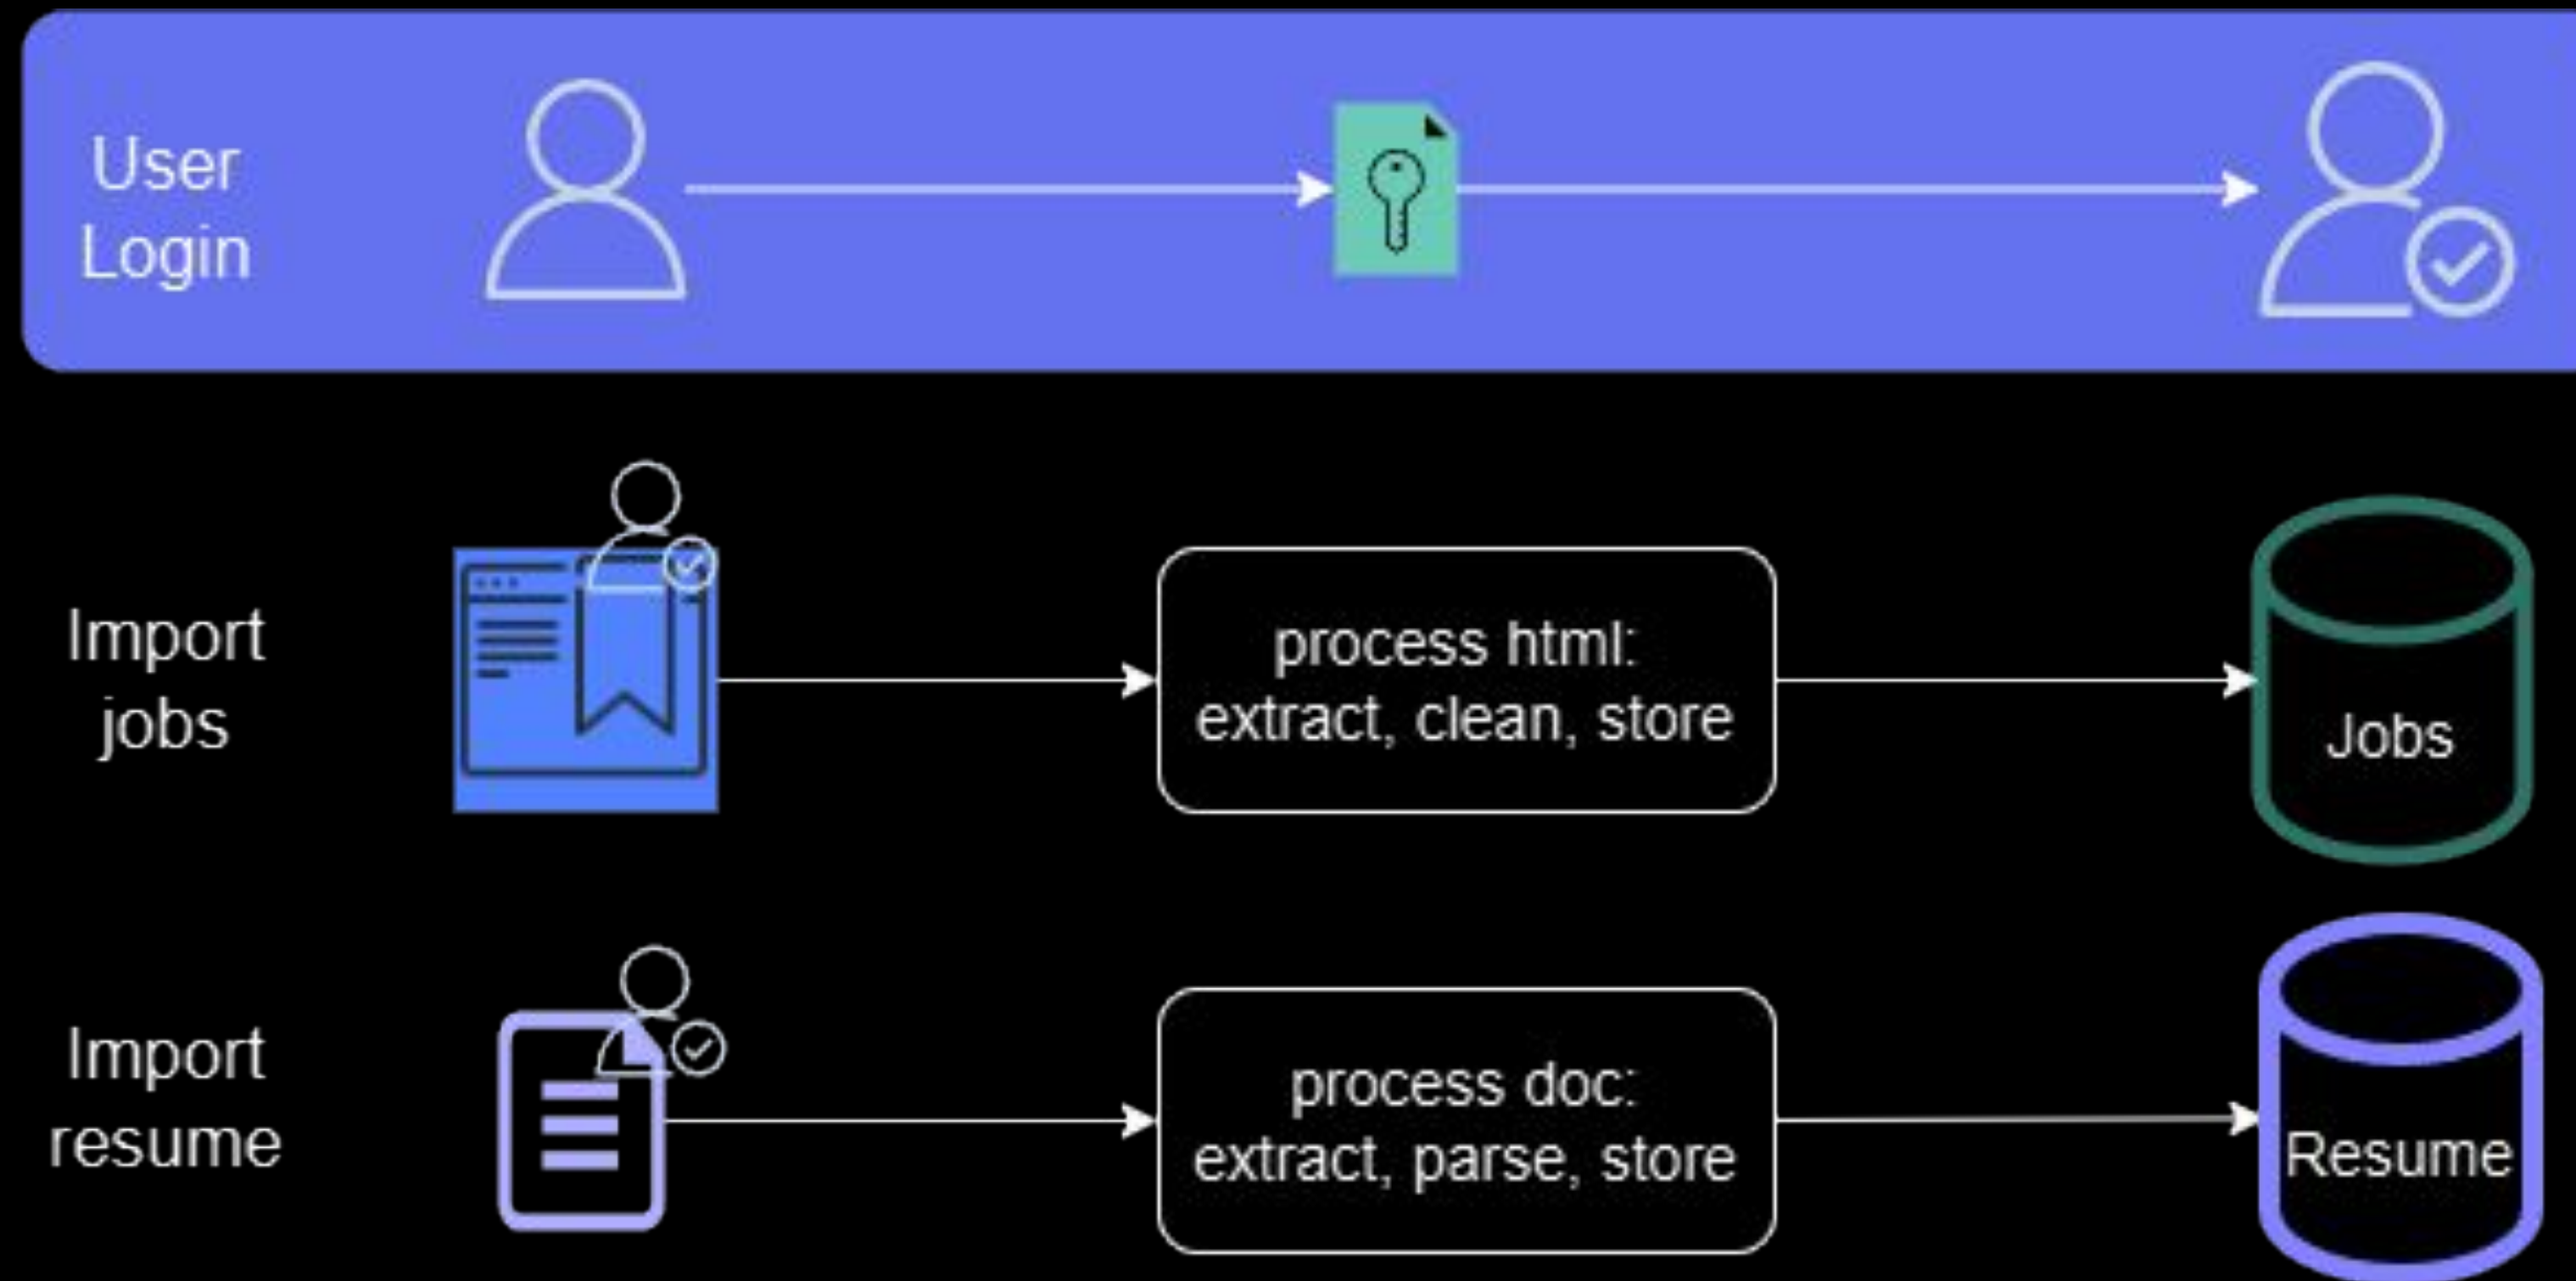 User
Login
Import
jobs
process html:
extract, clean, store
Jobs
Import
resume
process doc:
extract, parse, store
Resume